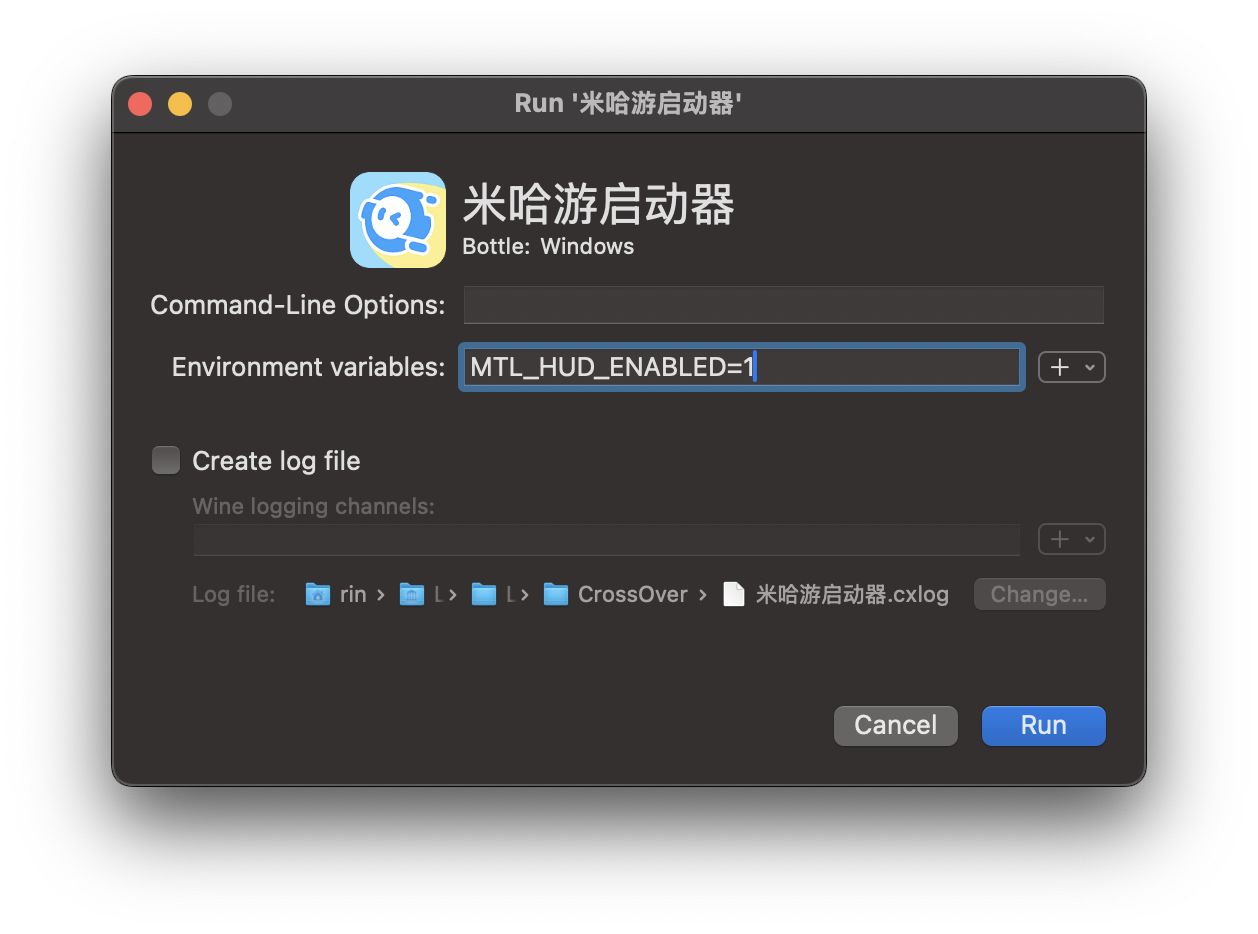 Run '米哈游启动器'
米哈游启动器
Bottle: Windows
Command-Line Options:
Environment variables: MTL_HUD_ENABLED=1
Create log file
Wine logging channels:
Log file: rin › L › L › CrossOver › 米哈游启动器.cxlog Change...
Cancel Run